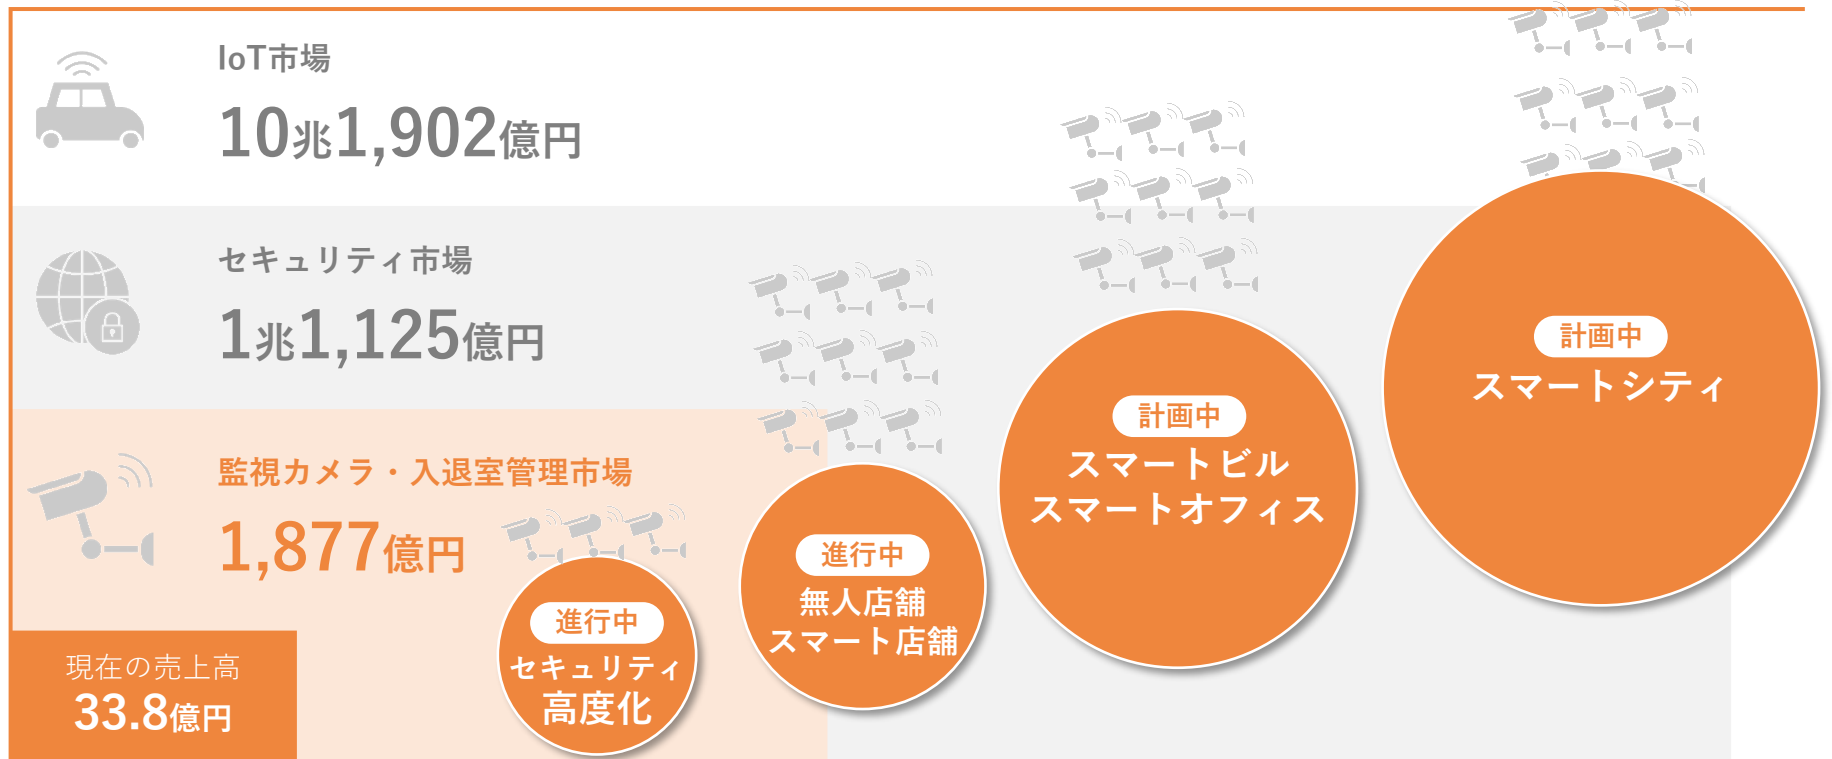 IoT市場
10兆1,902億円
セキュリティ市場
1兆1,125億円
監視カメラ・入退室管理市場
1,877億円
現在の売上高
33.8億円
進行中
セキュリティ
高度化
進行中
無人店舗
スマート店舗
計画中
スマートビル
スマートオフィス
計画中
スマートシティ